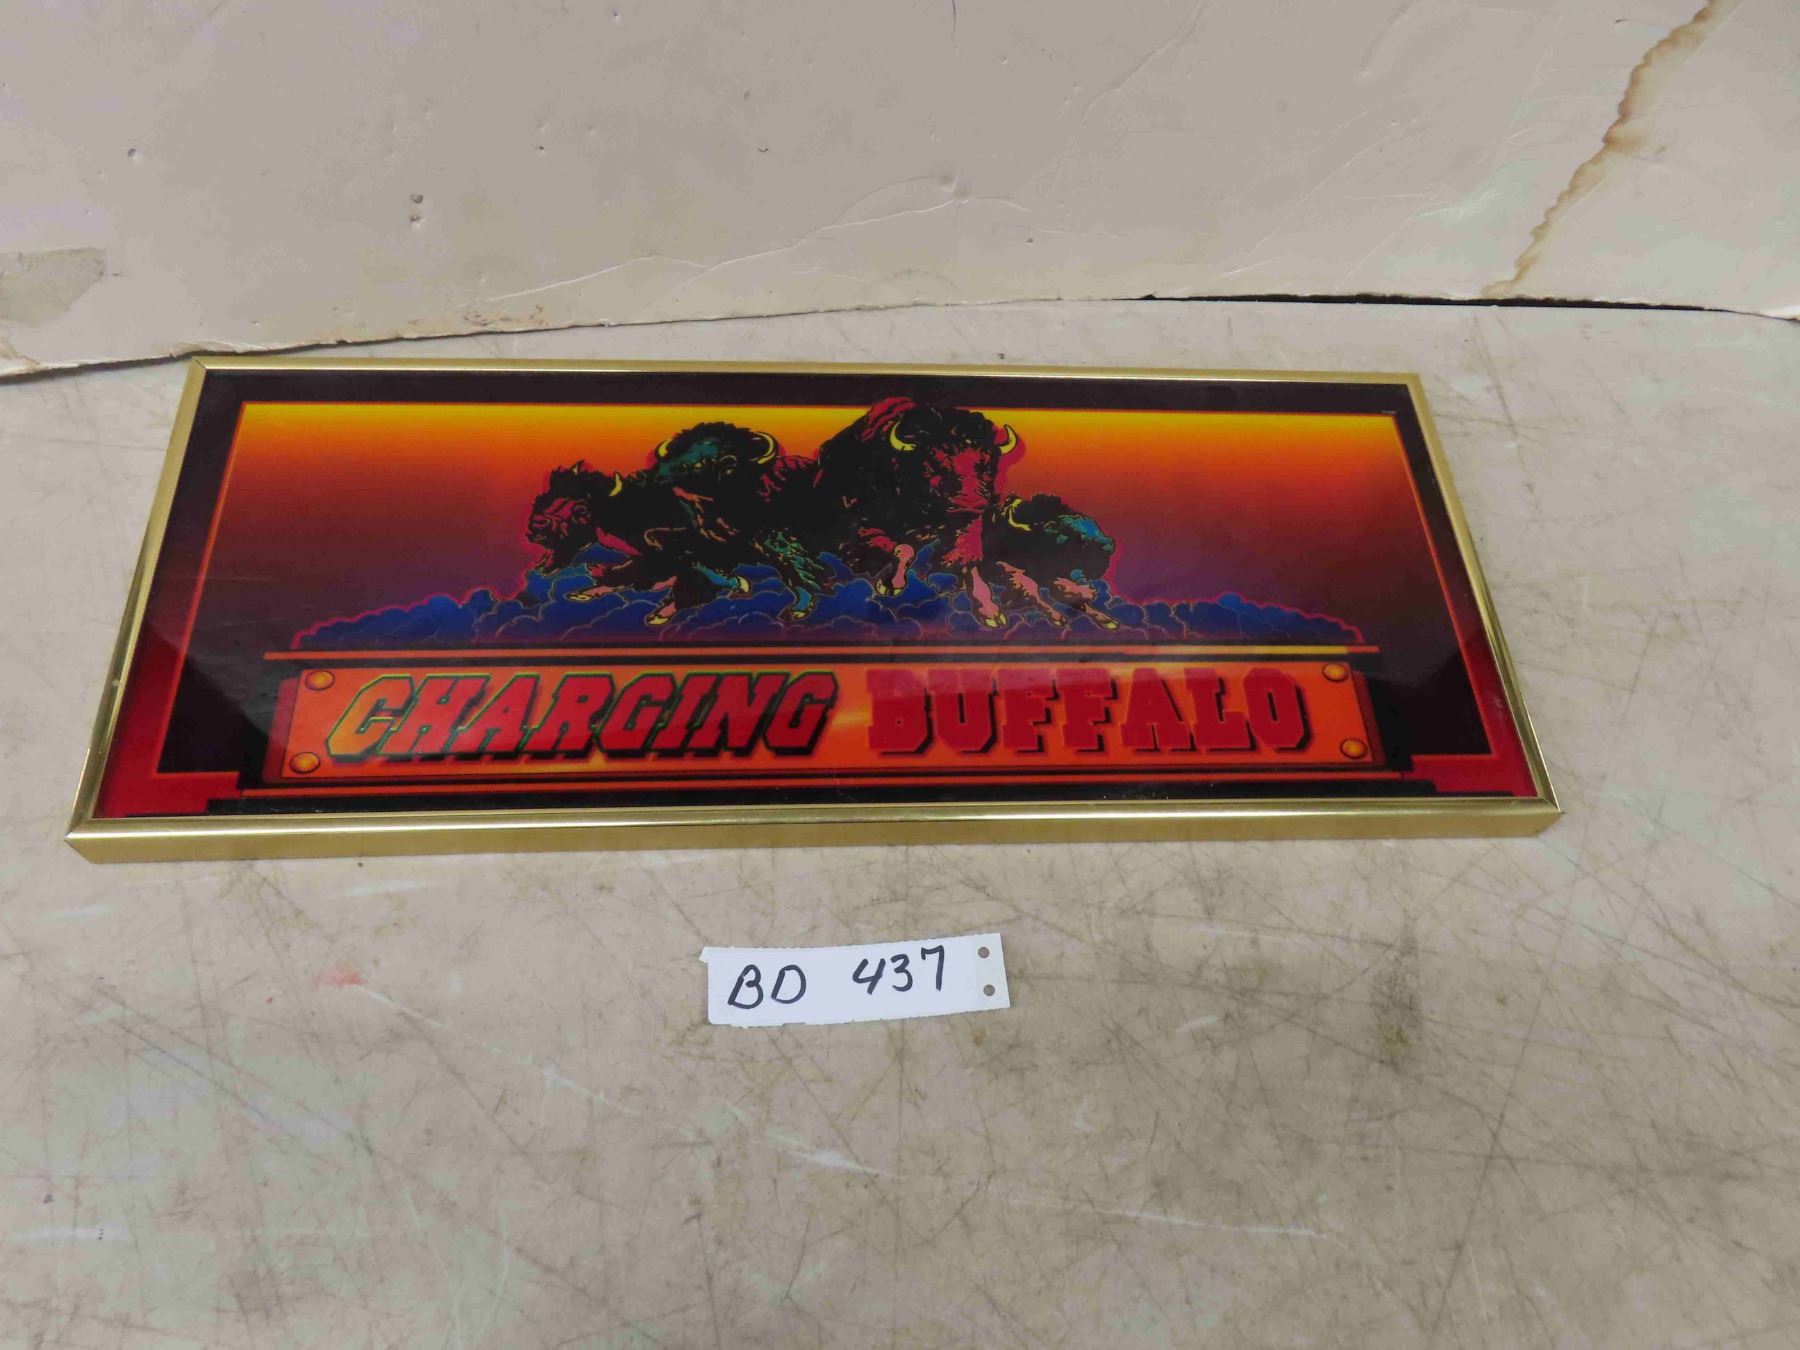 CHARGING BUFFALO
BD 437